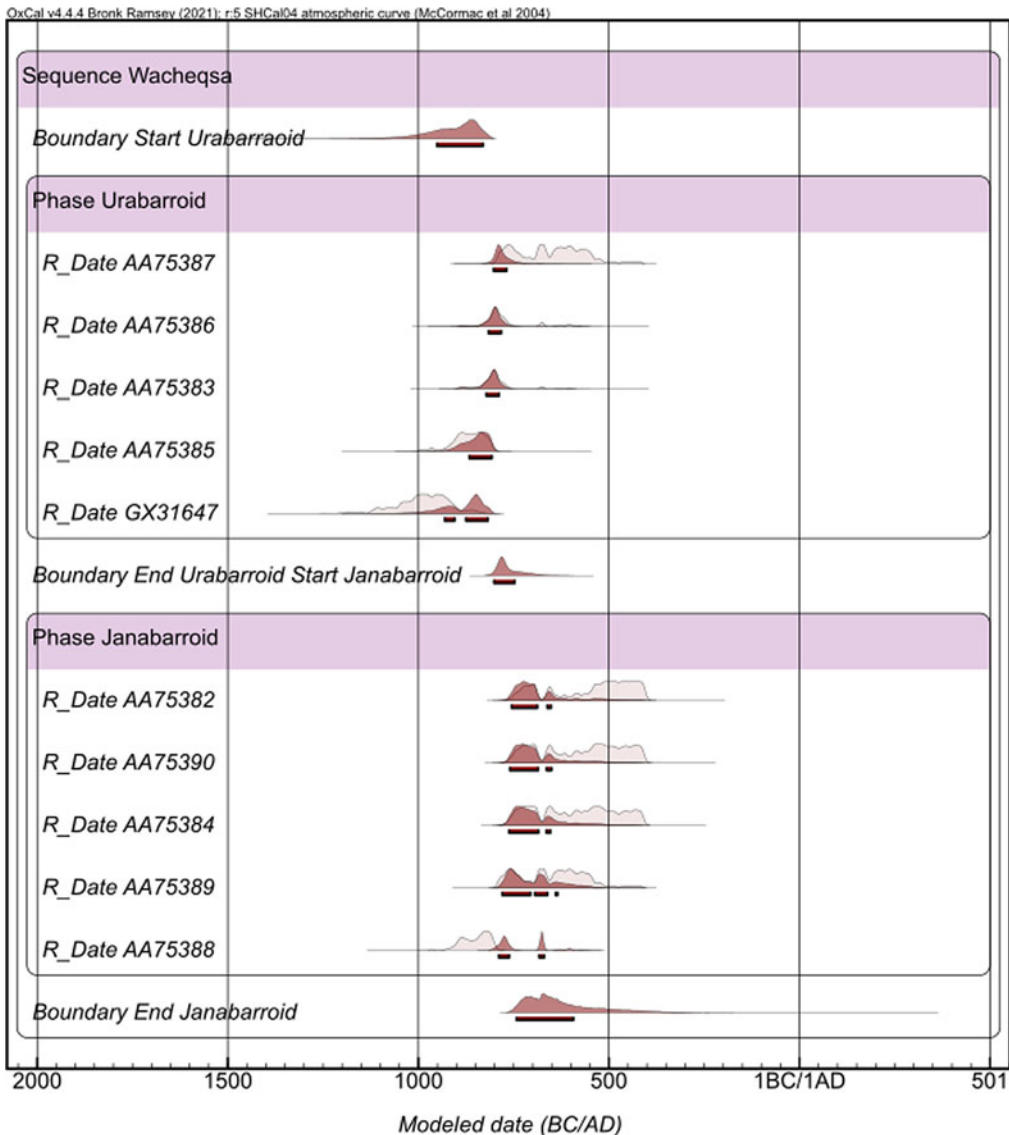 OxCal v4.4.4 Bronk Ramsey (2021); r:5 SHCal04 atmospheric curve (McCormac et al 2004)
Sequence Wacheqsa
Boundary Start Urabarraoid
Phase Urabarroid
R_Date AA75387
R_Date AA75386
R_Date AA75383
R_Date AA75385
R_Date GX31647
Boundary End Urabarroid Start Janabarroid
Phase Janabarroid
R_Date AA75382
R_Date AA75390
R_Date AA75384
R_Date AA75389
R_Date AA75388
Boundary End Janabarroid
2000 1500 1000 500 1BC/1AD 501
Modeled date (BC/AD)